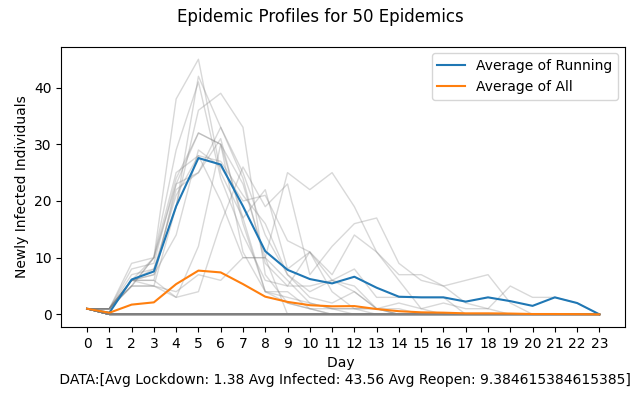 Epidemic Profiles for 50 Epidemics
Average of Running
Average of All
Newly Infected Individuals
40
30
20
10
0
0 1 2 3 4 5 6 7 8 9 10 11 12 13 14 15 16 17 18 19 20 21 22 23
Day
DATA:[Avg Lockdown: 1.38 Avg Infected: 43.56 Avg Reopen: 9.384615384615385]